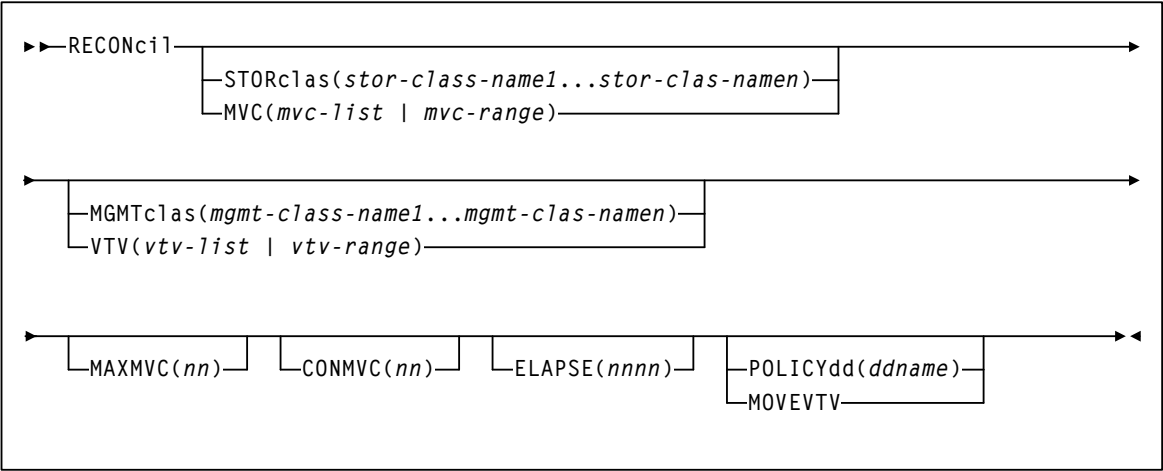 RECONcil
STORclas(stor-class-name1...stor-clas-namen)
MVC(mvc-list | mvc-range)
MGMTclas(mgmt-class-name1...mgmt-clas-namen)
VTV(vtv-list | vtv-range)
MAXMVC(nn) CONMVC(nn) ELAPSE(nnnn) POLICYdd(ddname)
MOVEVTV